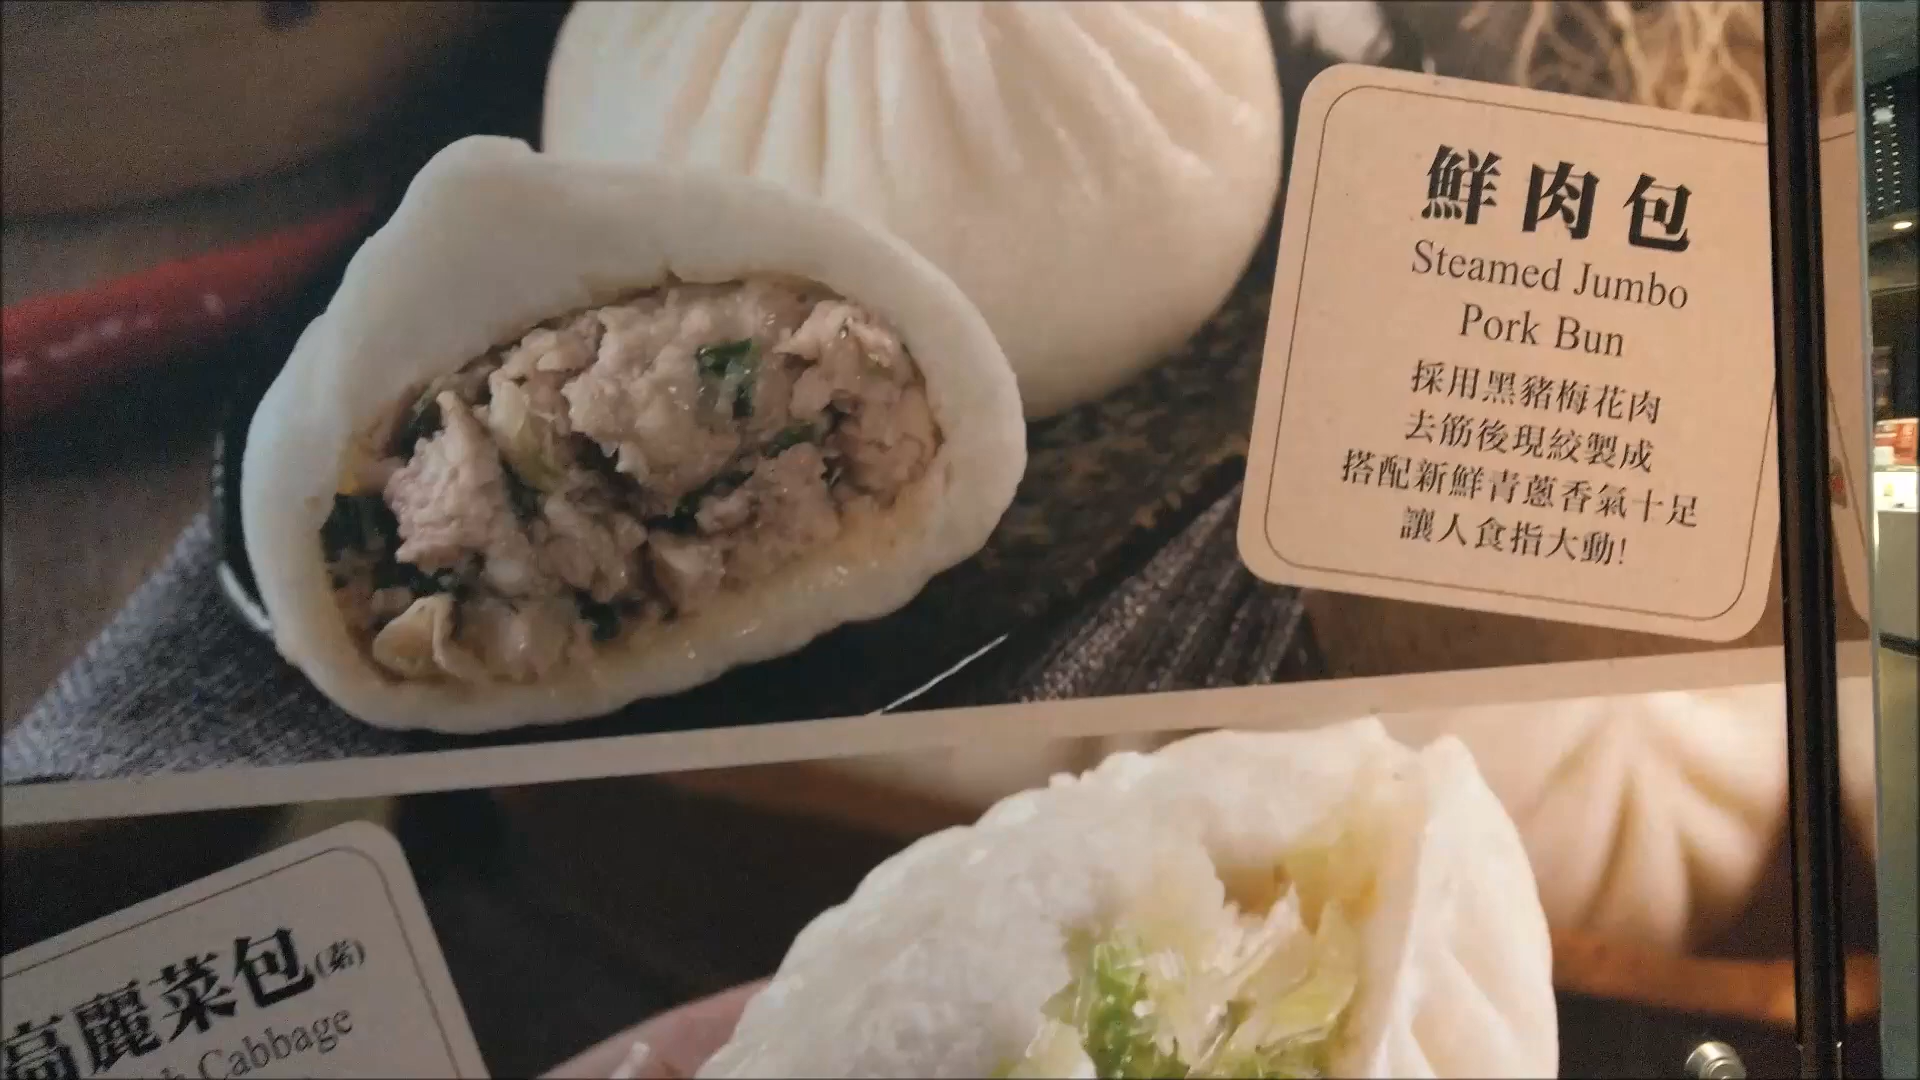 鮮肉包
Steamed Jumbo
Pork Bun
採用黑豬梅花肉
去筋後現絞製成
搭配新鮮青蔥香氣十足
讓人食指大動!
高麗菜包(素)
Cabbage